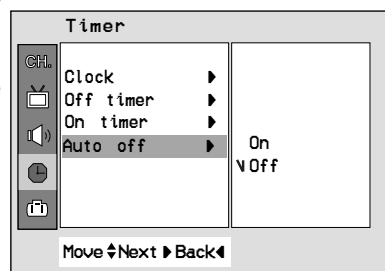 Timer
CH.
Clock
Off timer
On timer
Auto off
On
Off
Move Next Back